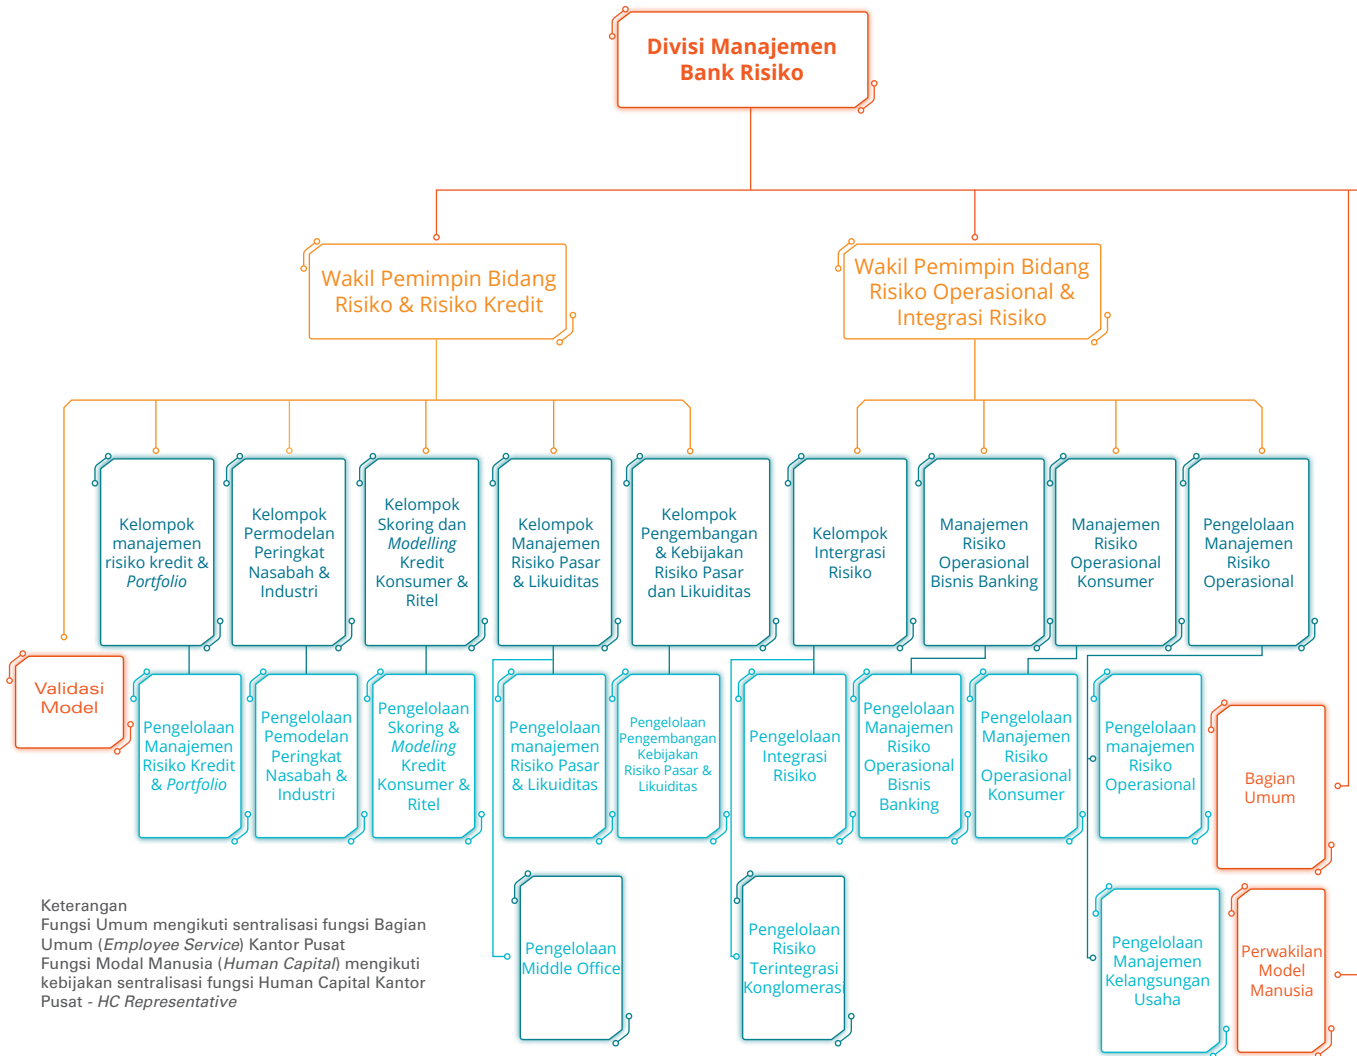 Divisi Manajemen
Bank Risiko
Wakil Pemimpin Bidang
Risiko & Risiko Kredit
Wakil Pemimpin Bidang
Risiko Operasional &
Integrasi Risiko
Kelompok
manajemen
risiko kredit &
Portfolio
Kelompok
Permodelan
Peringkat
Nasabah &
Industri
Kelompok
Skoring dan
Modelling
Kredit
Konsumer &
Ritel
Kelompok
Manajemen
Risiko Pasar
& Likuiditas
Kelompok
Pengembangan
& Kebijakan
Risiko Pasar
dan Likuiditas
Kelompok
Intergrasi
Risiko
Manajemen
Risiko
Operasional
Bisnis Banking
Manajemen
Risiko
Operasional
Konsumer
Pengelolaan
Manajemen
Risiko
Operasional
Validasi
Model
Pengelolaan
Manajemen
Risiko Kredit
& Portfolio
Pengelolaan
Pemodelan
Peringkat
Nasabah &
Industri
Pengelolaan
Skoring &
Modeling
Kredit
Konsumer &
Ritel
Pengelolaan
manajemen
Risiko Pasar
& Likuiditas
Pengelolaan
Pengembangan
Kebijakan
Risiko Pasar &
Likuiditas
Pengelolaan
Integrasi
Risiko
Pengelolaan
Manajemen
Risiko
Operasional
Bisnis
Banking
Pengelolaan
Manajemen
Risiko
Operasional
Konsumer
Pengelolaan
manajemen
Risiko
Operasional
Bagian
Umum
Pengelolaan
Middle Office
Pengelolaan
Risiko
Terintegrasi
Konglomerasi
Pengelolaan
Manajemen
Kelangsungan
Usaha
Perwakilan
Model
Manusia
Keterangan
Fungsi Umum mengikuti sentralisasi fungsi Bagian
Umum (Employee Service) Kantor Pusat
Fungsi Modal Manusia (Human Capital) mengikuti
kebijakan sentralisasi fungsi Human Capital Kantor
Pusat - HC Representative